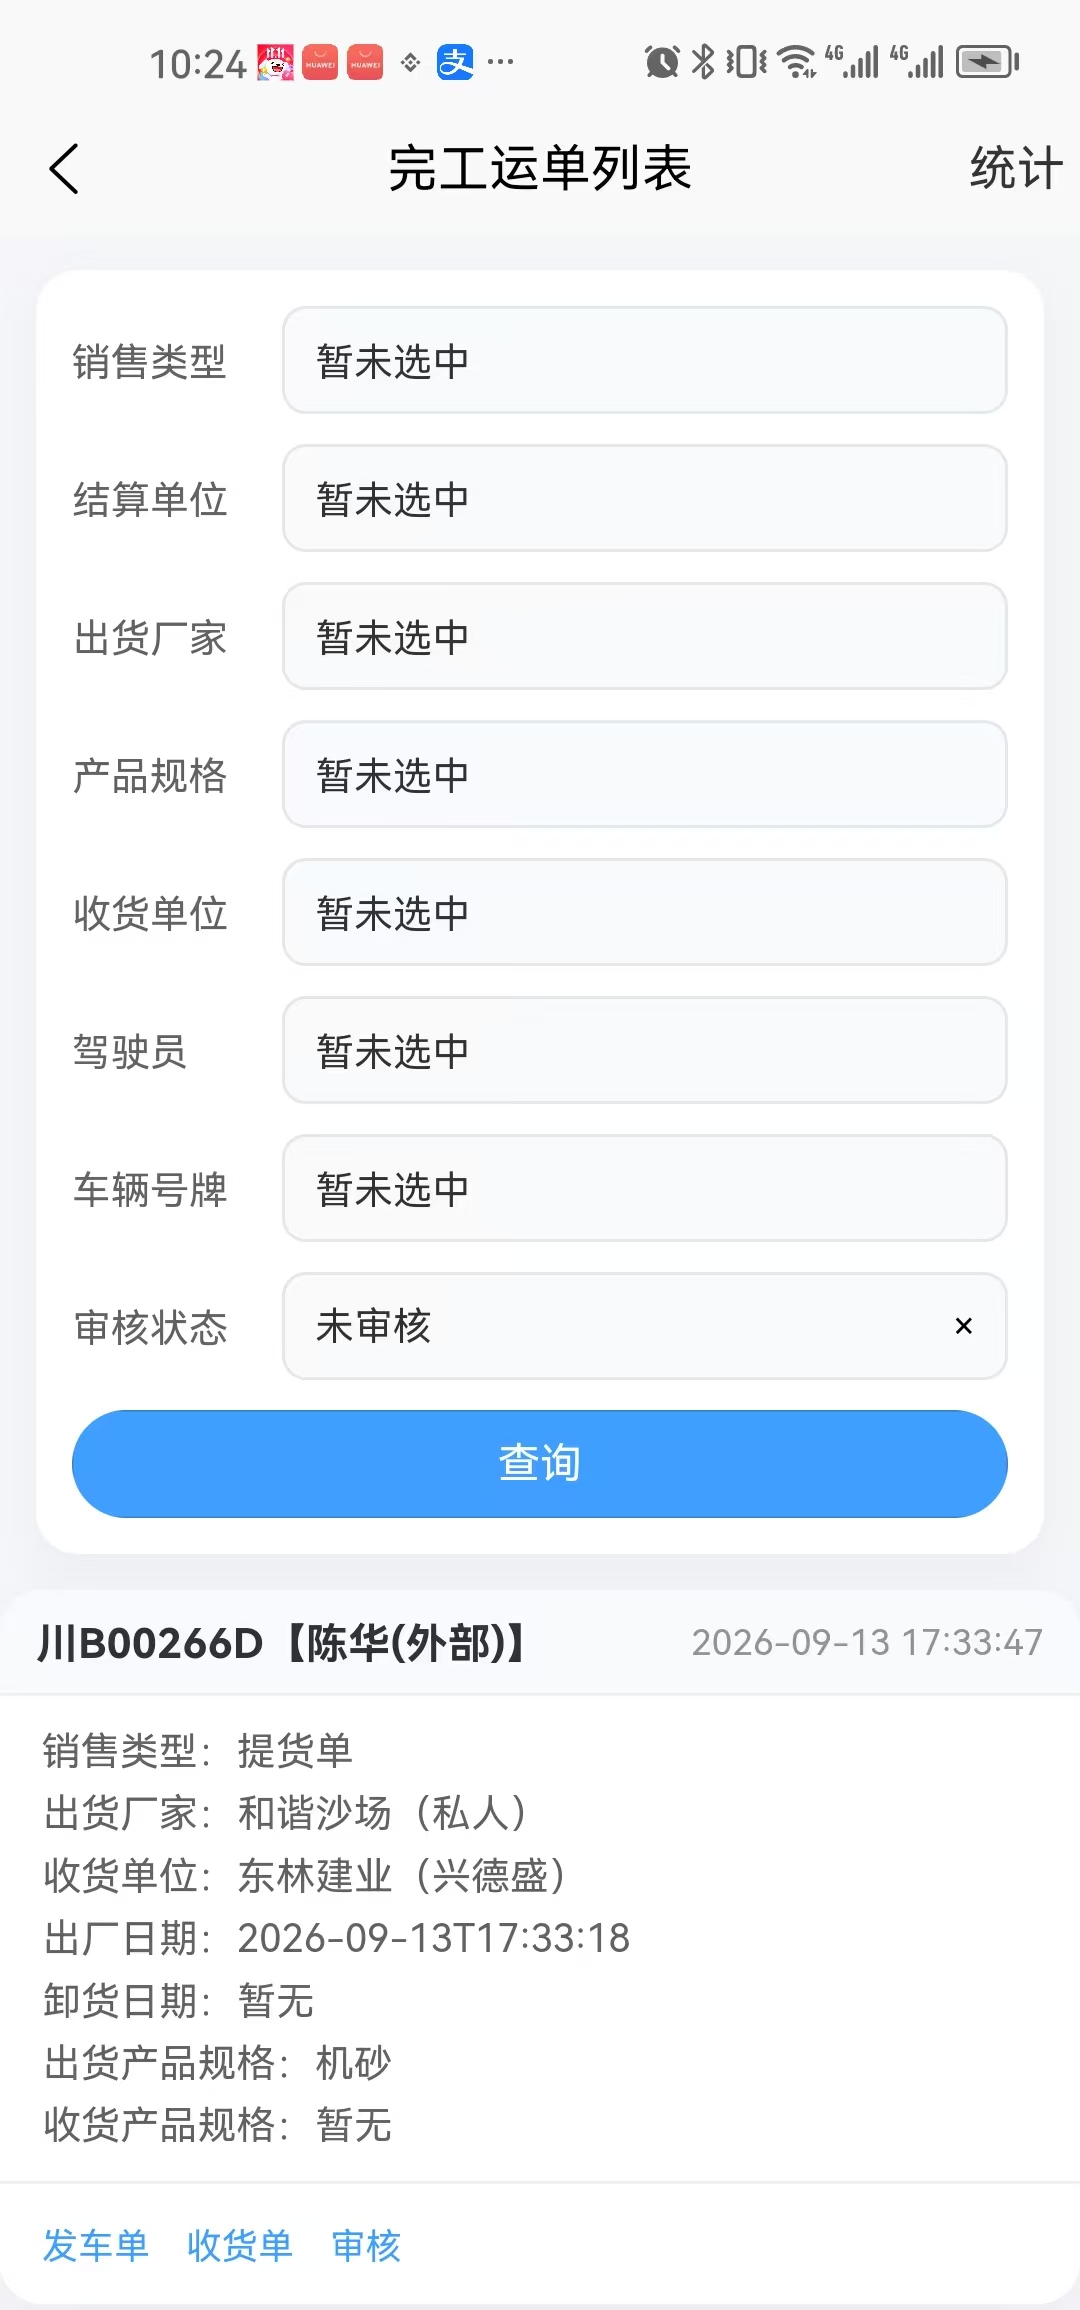 10:24
HUAWEI HUAWEI 支 ··· 4G 4G
完工运单列表
统计
销售类型 暂未选中
结算单位 暂未选中
出货厂家 暂未选中
产品规格 暂未选中
收货单位 暂未选中
驾驶员 暂未选中
车辆号牌 暂未选中
审核状态 未审核 ×
查询
川B00266D【陈华(外部)】 2026-09-13 17:33:47
销售类型：提货单
出货厂家：和谐沙场（私人）
收货单位：东林建业（兴德盛）
出厂日期：2026-09-13T17:33:18
卸货日期：暂无
出货产品规格：机砂
收货产品规格：暂无
发车单 收货单 审核